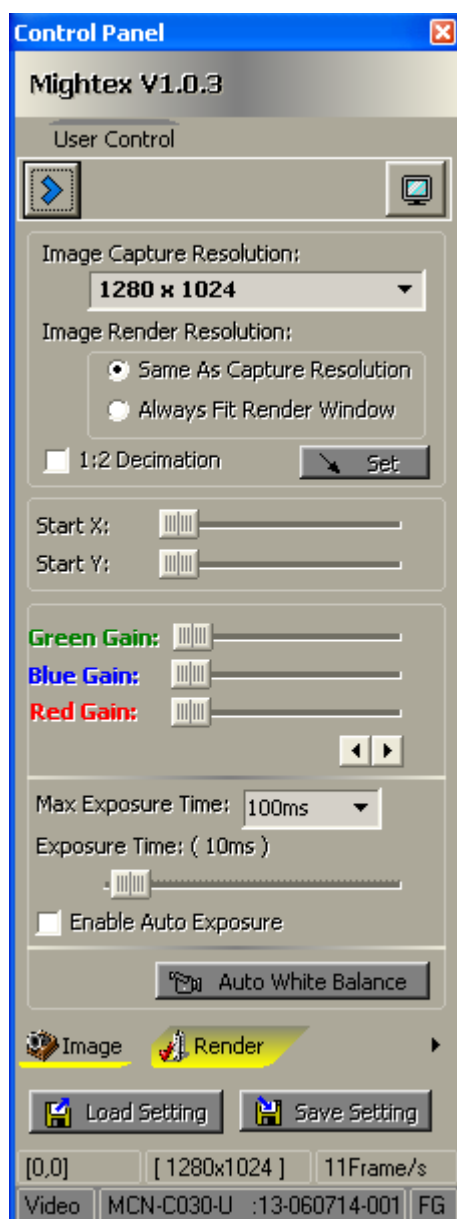 Control Panel
Mightex V1.0.3
User Control
Image Capture Resolution:
1280 x 1024
Image Render Resolution:
Same As Capture Resolution
Always Fit Render Window
1:2 Decimation
Set
Start X:
Start Y:
Green Gain:
Blue Gain:
Red Gain:
Max Exposure Time: 100ms
Exposure Time: ( 10ms )
Enable Auto Exposure
Auto White Balance
Image Render
Load Setting Save Setting
[0,0] [ 1280x1024 ] 11Frame/s
Video MCN-C030-U :13-060714-001 FG